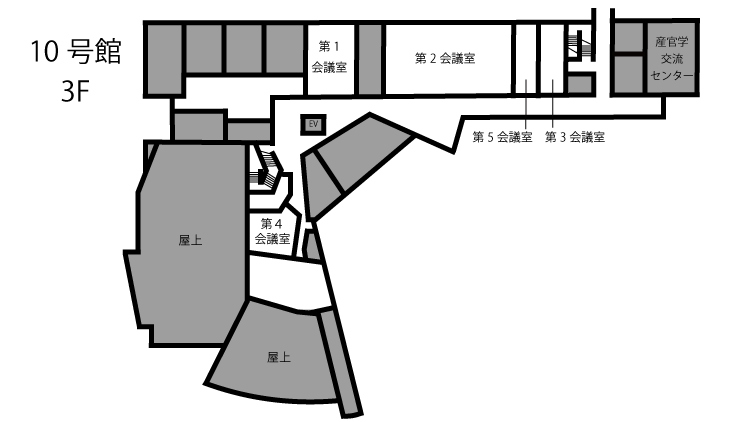 10 号館
3F
第 1
会議室
第 2 会議室
産官学
交流
センター
EV
第 5 会議室
第 3 会議室
第 4
会議室
屋上
屋上